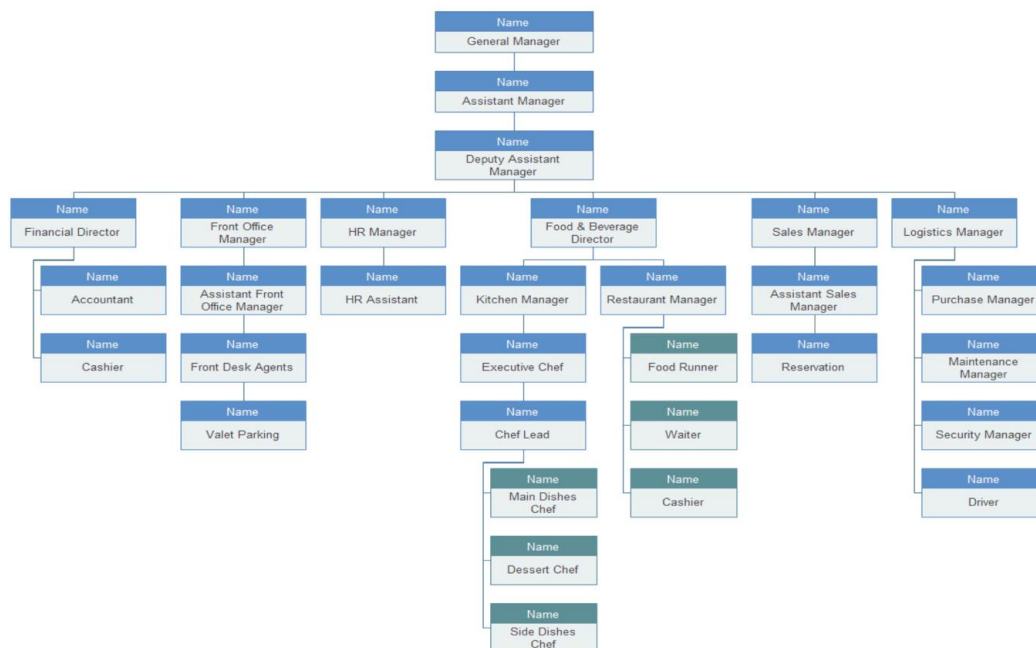 Name
General Manager
Name
Assistant Manager
Name
Deputy Assistant
Manager
Name
Financial Director
Name
Front Office
Manager
Name
HR Manager
Name
Food & Beverage
Director
Name
Sales Manager
Name
Logistics Manager
Name
Accountant
Name
Assistant Front
Office Manager
Name
HR Assistant
Name
Kitchen Manager
Name
Restaurant Manager
Name
Assistant Sales
Manager
Name
Purchase Manager
Name
Cashier
Name
Front Desk Agents
Name
Executive Chef
Name
Food Runner
Name
Reservation
Name
Maintenance
Manager
Name
Valet Parking
Name
Chef Lead
Name
Waiter
Name
Security Manager
Name
Main Dishes
Chef
Name
Cashier
Name
Driver
Name
Dessert Chef
Name
Side Dishes
Chef